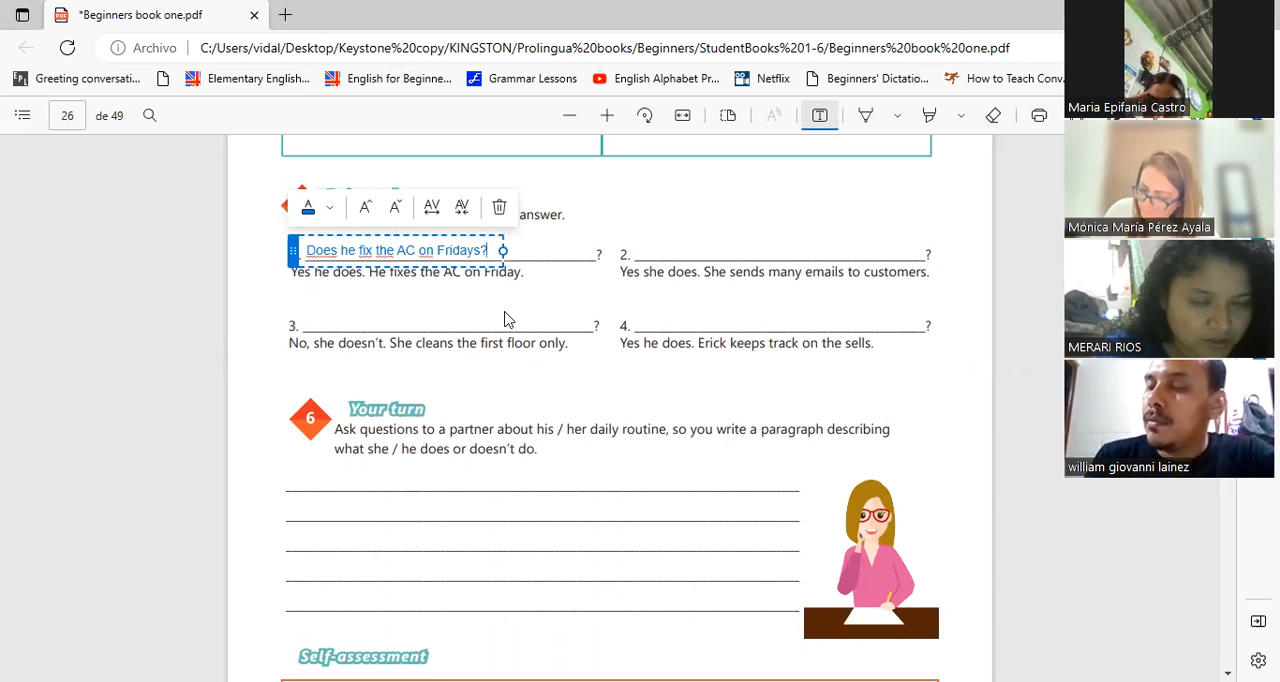 *Beginners book one.pdf
Archivo
C:/Users/vidal/Desktop/Keystone%20copy/KINGSTON/Prolingua%20books/Beginners/StudentBooks%201-6/Beginners%20book%20one.pdf
Greeting conversati...
Elementary English...
English for Beginne...
Grammar Lessons
English Alphabet Pr...
Netflix
Beginners' Dictatio...
How to Teach Conv
26 de 49
answer.
Does he fix the AC on Fridays?
?
Yes he does. He fixes the AC on Friday.
2. ?
Yes she does. She sends many emails to customers.
3. ?
No, she doesn't. She cleans the first floor only.
4. ?
Yes he does. Erick keeps track on the sells.
6 Your turn
Ask questions to a partner about his / her daily routine, so you write a paragraph describing
what she / he does or doesn't do.
Self-assessment
Maria Epifania Castro
Mónica María Pérez Ayala
MERARI RIOS
william giovanni lainez